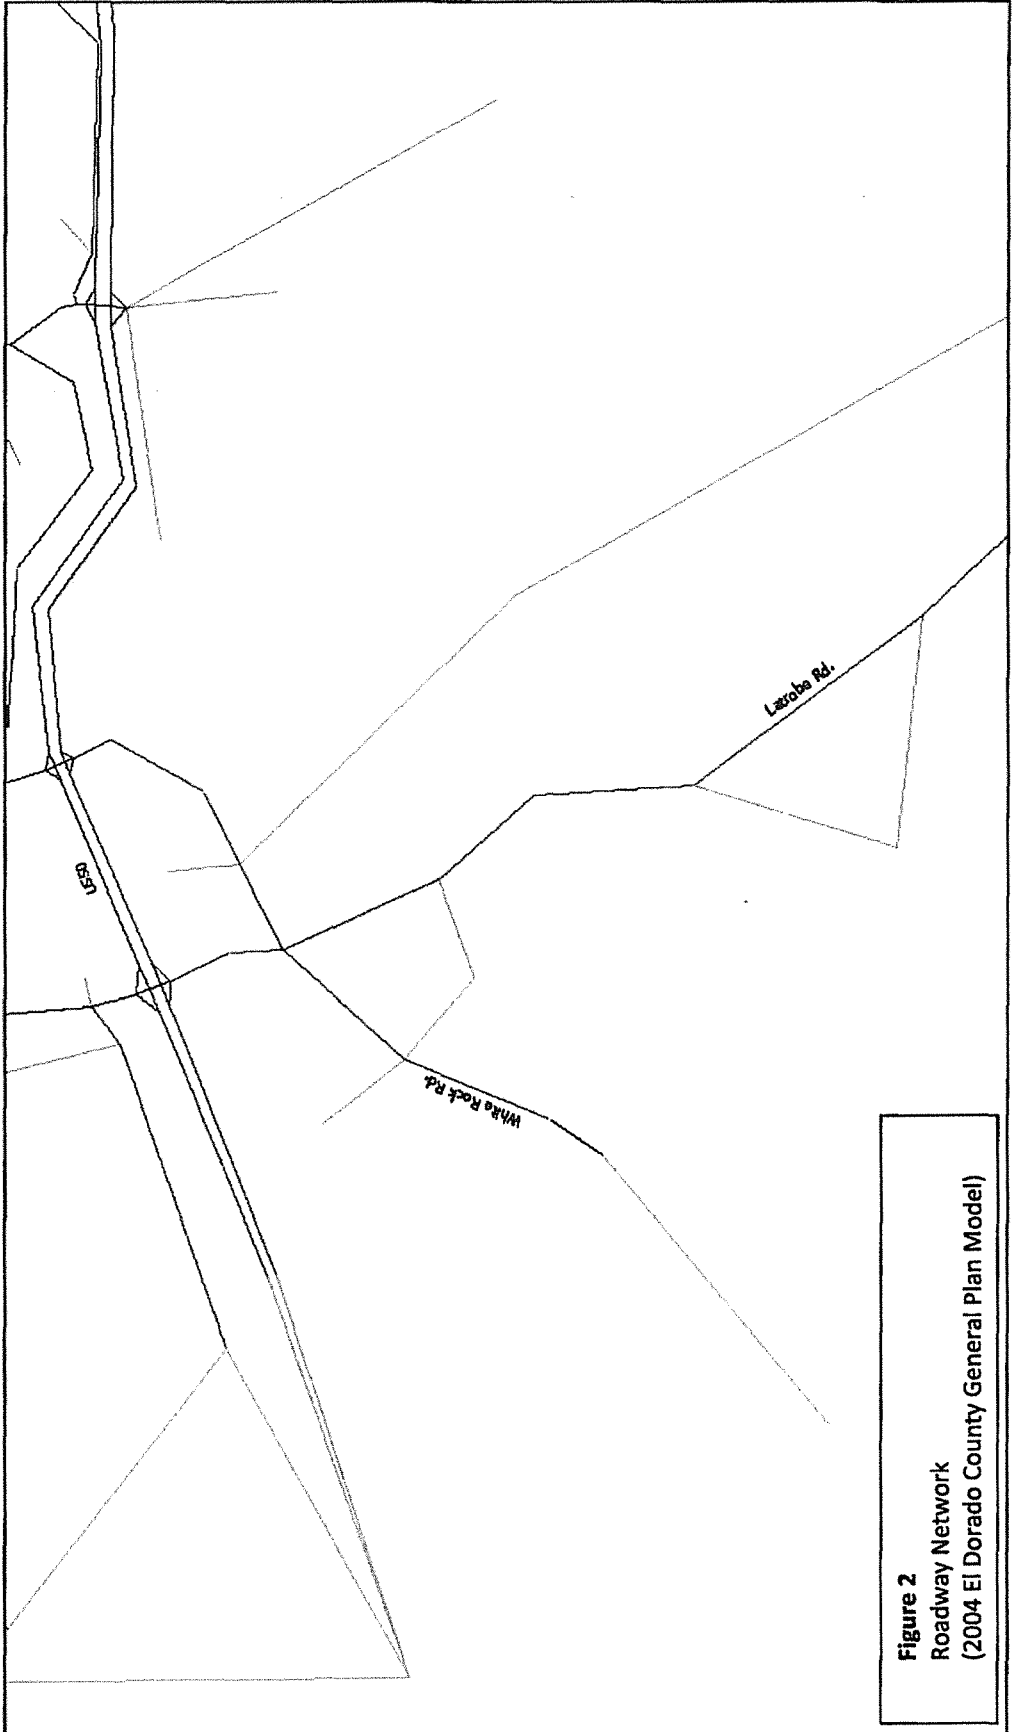 US50
Latrobe Rd.
White Rock Rd.
Figure 2
Roadway Network
(2004 El Dorado County General Plan Model)